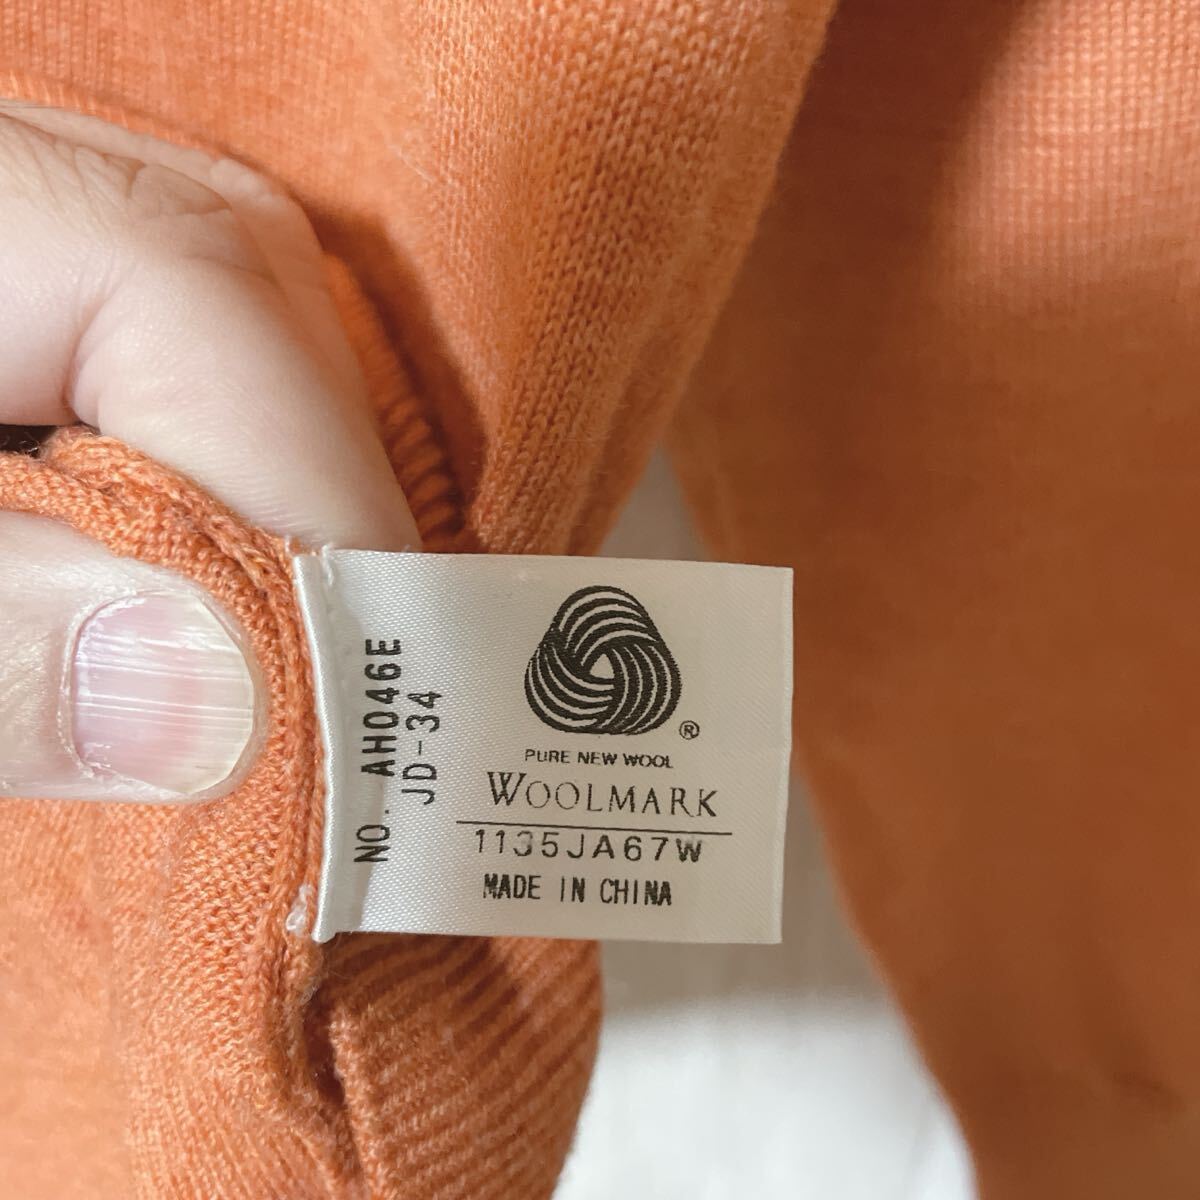 NO. AH046E
JD-34
®
PURE NEW WOOL
WOOLMARK
1135JA67W
MADE IN CHINA